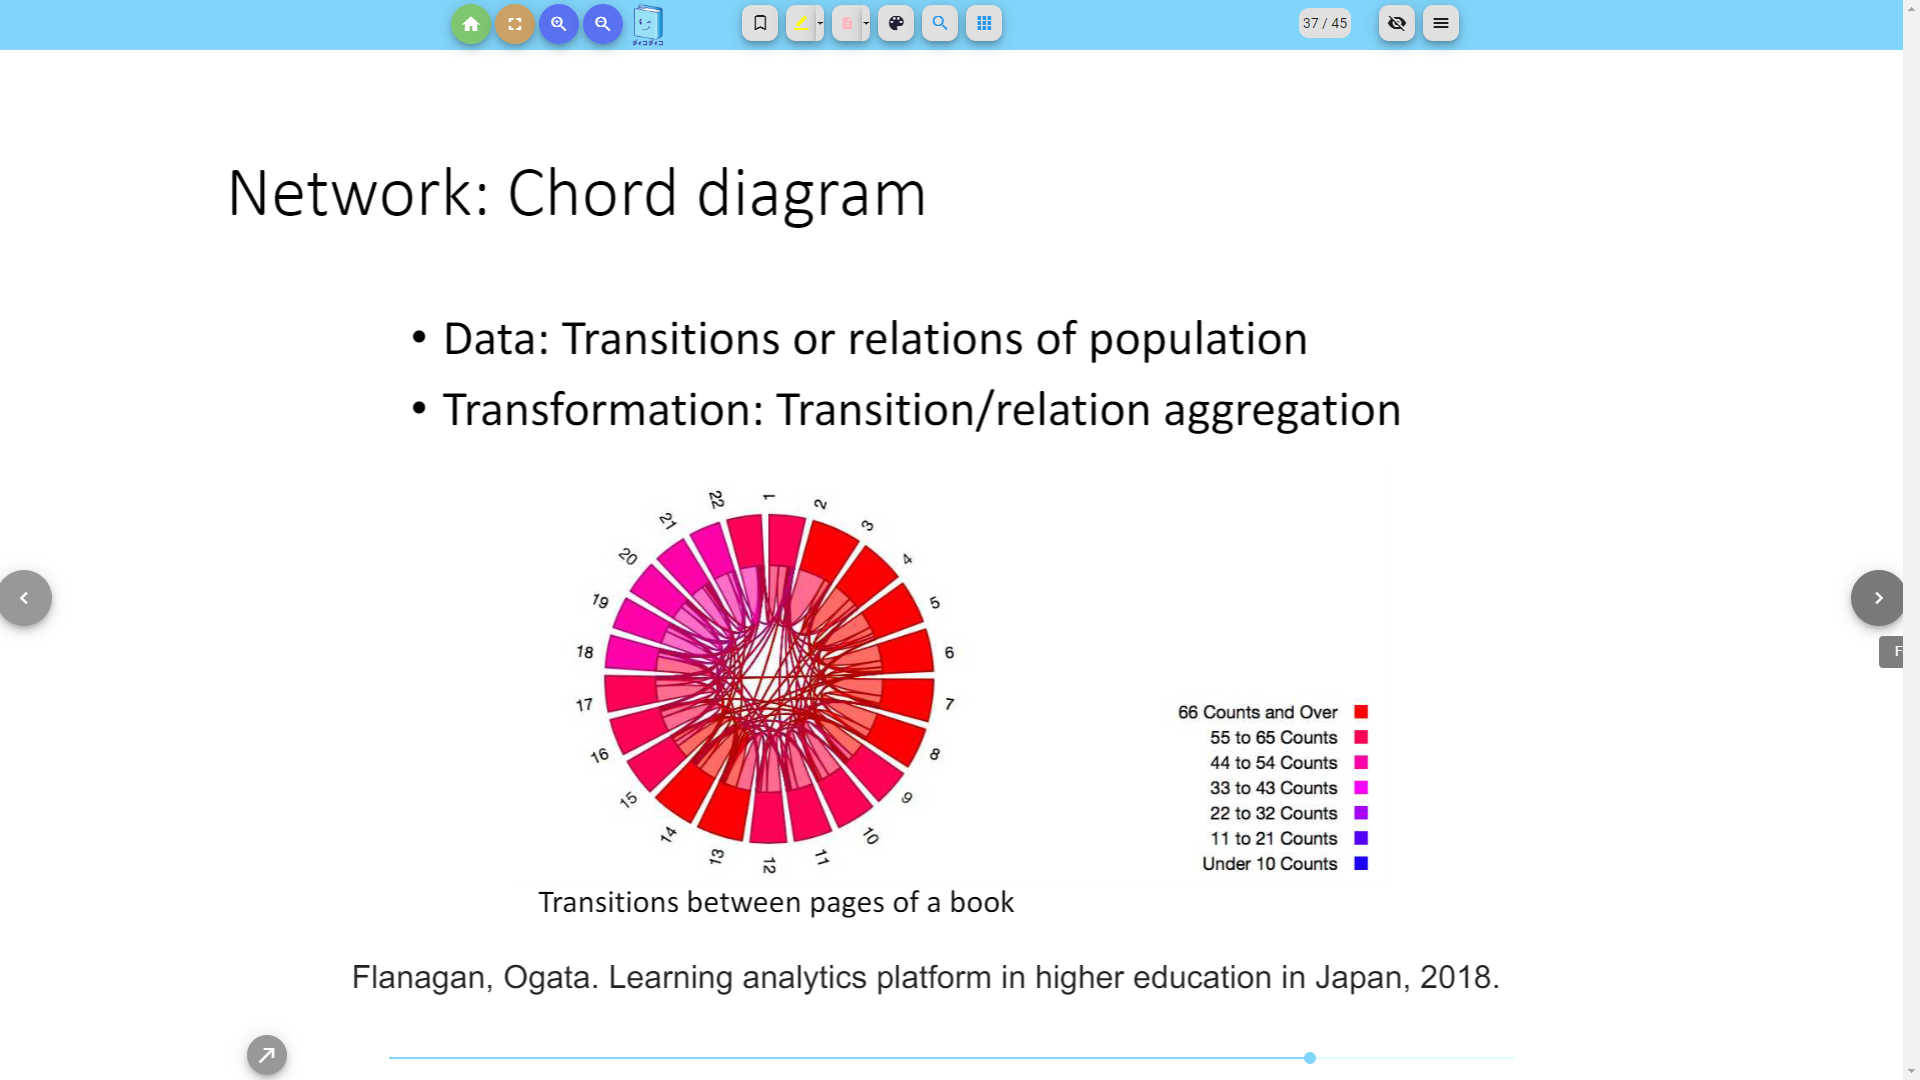 37 / 45
Network: Chord diagram
• Data: Transitions or relations of population
• Transformation: Transition/relation aggregation
1
2
3
4
5
6
7
8
9
10
11
12
13
14
15
16
17
18
19
20
21
22
66 Counts and Over
55 to 65 Counts
44 to 54 Counts
33 to 43 Counts
22 to 32 Counts
11 to 21 Counts
Under 10 Counts
Transitions between pages of a book
Flanagan, Ogata. Learning analytics platform in higher education in Japan, 2018.
F